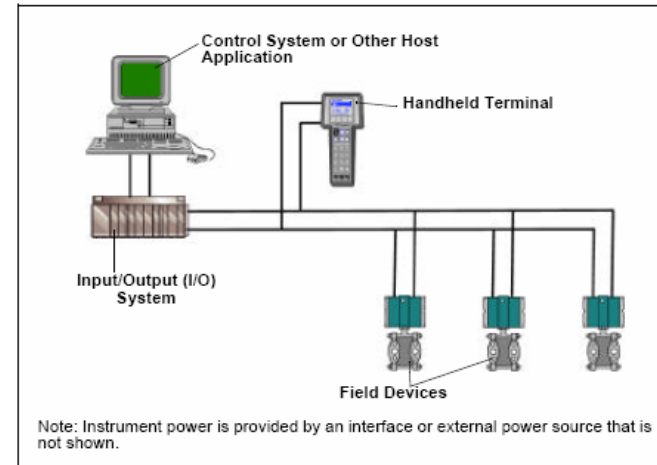 Control System or Other Host
Application
Handheld Terminal
Input/Output (I/O)
System
Field Devices
Note: Instrument power is provided by an interface or external power source that is
not shown.